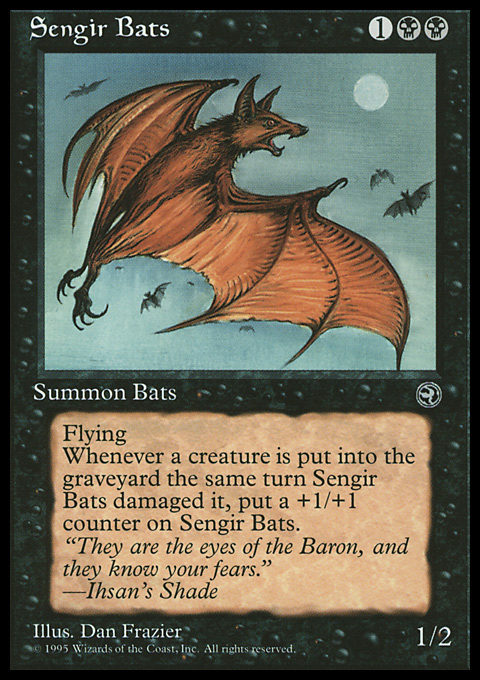 Sengir Bats
1
Summon Bats
Flying
Whenever a creature is put into the
graveyard the same turn Sengir
Bats damaged it, put a +1/+1
counter on Sengir Bats.
“They are the eyes of the Baron, and
they know your fears.”
—Ihsan's Shade
Illus. Dan Frazier
© 1995 Wizards of the Coast, Inc. All rights reserved.
1/2